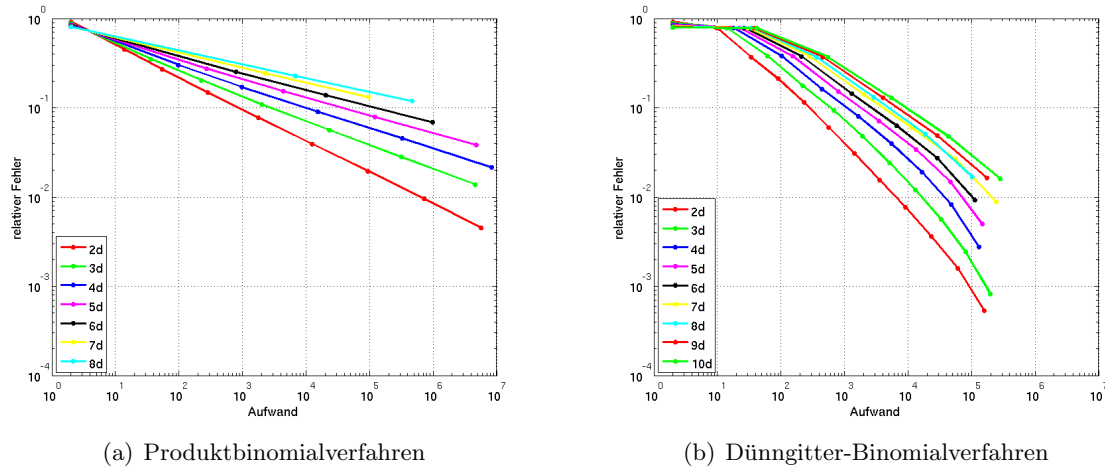 10^0
10^-1
10^-2
10^-3
10^-4
relativer Fehler
2d
3d
4d
5d
6d
7d
8d
10^0 10^1 10^2 10^3 10^4 10^5 10^6 10^7
Aufwand
(a) Produktbinomialverfahren
10^0
10^-1
10^-2
10^-3
10^-4
relativer Fehler
2d
3d
4d
5d
6d
7d
8d
9d
10d
10^0 10^1 10^2 10^3 10^4 10^5 10^6 10^7
Aufwand
(b) Dünngitter-Binomialverfahren